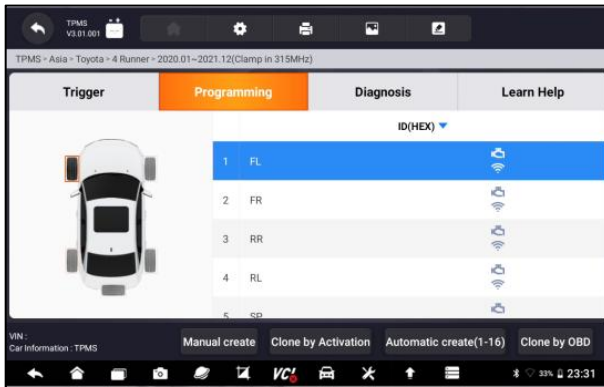 TPMS
V3.01.001
TPMS > Asia > Toyota > 4 Runner > 2020.01~2021.12(Clamp in 315MHz)
Trigger Programming Diagnosis Learn Help
ID(HEX)
1 FL
2 FR
3 RR
4 RL
5 SP
VIN :
Car Information : TPMS
Manual create Clone by Activation Automatic create(1-16) Clone by OBD
VCI 33% 23:31